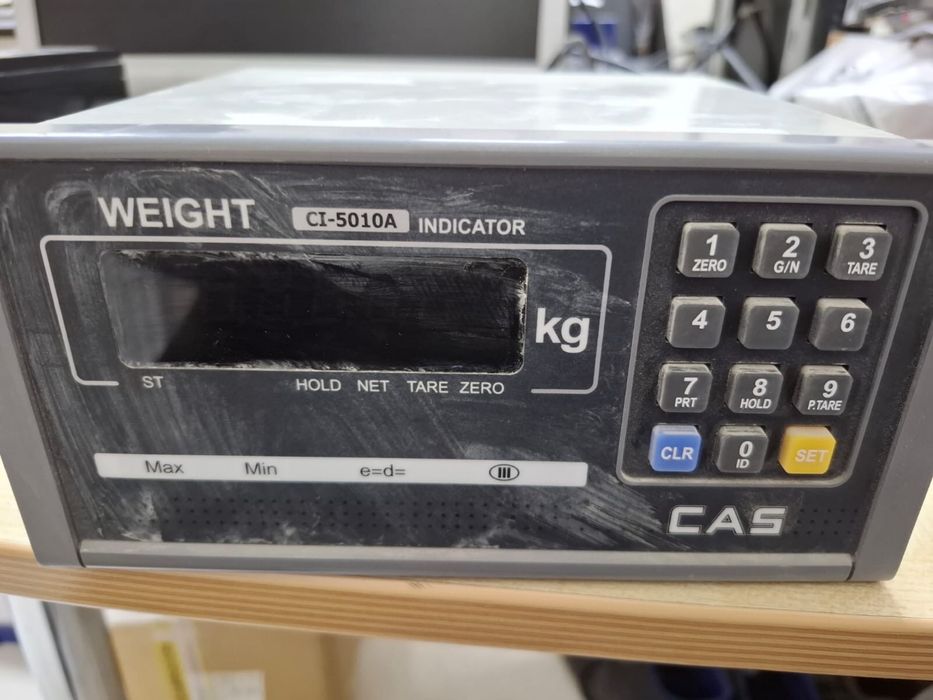 WEIGHT CI-5010A INDICATOR
kg
ST HOLD NET TARE ZERO
Max Min e=d= III
1 ZERO
2 G/N
3 TARE
4
5
6
7 PRT
8 HOLD
9 P.TARE
CLR
0 ID
SET
CAS